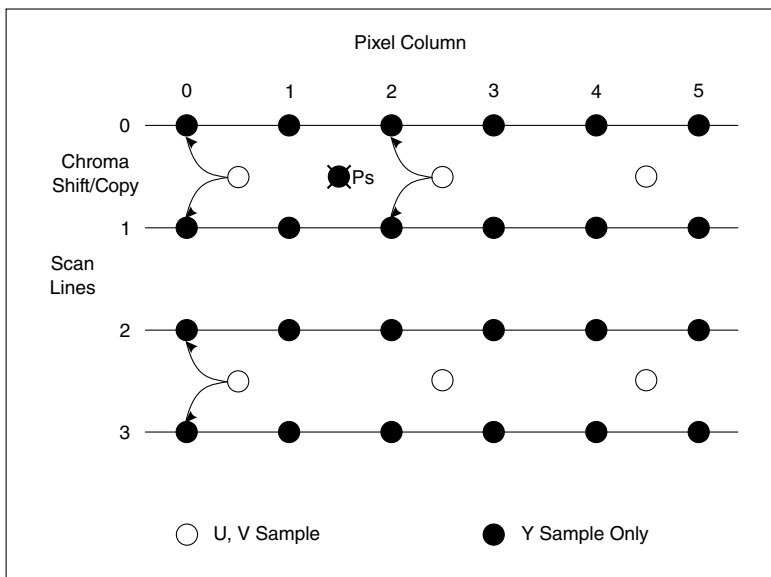 Pixel Column
0 1 2 3 4 5
0
Chroma
Shift/Copy
Ps
1
Scan
Lines
2
3
U, V Sample
Y Sample Only